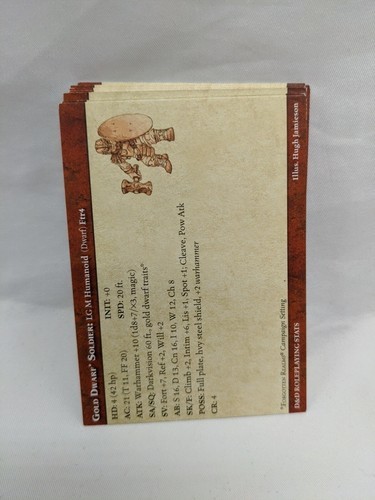 GOLD DWARF* SOLDIER: LG M Humanoid (Dwarf) Ftr4
HD: 4 (42 hp) INIT: +0
AC: 21 (T 11, FF 20) SPD: 20 ft.
ATK: Warhammer +10 (1d8+7/×3, magic)
SA/SQ: Darkvision 60 ft., gold dwarf traits*
SV: Fort +7, Ref +2, Will +2
AB: S 16, D 13, Cn 16, I 10, W 12, Ch 8
SK/F: Climb +2, Intim +6, Lis +1, Spot +1; Cleave, Pow Atk
POSS: Full plate, hvy steel shield, +2 warhammer
CR: 4
*FORGOTTEN REALMS® Campaign Setting
D&D ROLEPLAYING STATS Illus. Hugh Jamieson